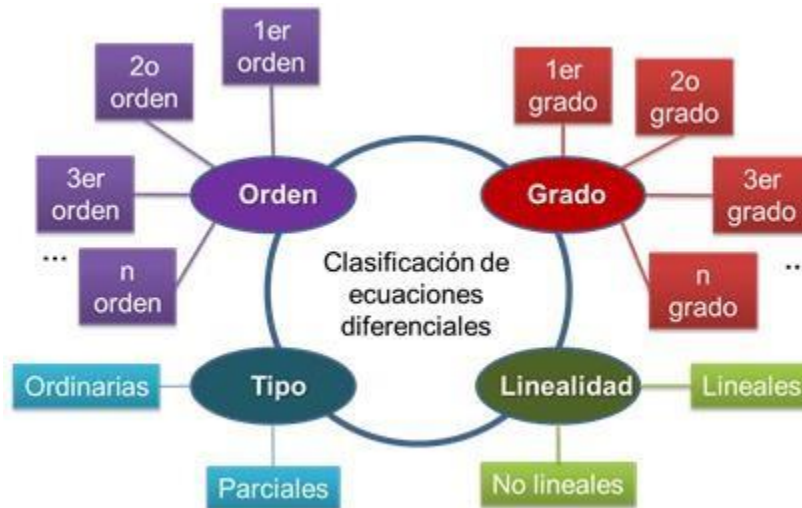 1er
orden
2o
orden
3er
orden
...
n
orden
Orden
1er
grado
2o
grado
3er
grado
n
grado
..
Grado
Clasificación de
ecuaciones
diferenciales
Ordinarias
Tipo
Parciales
Linealidad
Lineales
No lineales